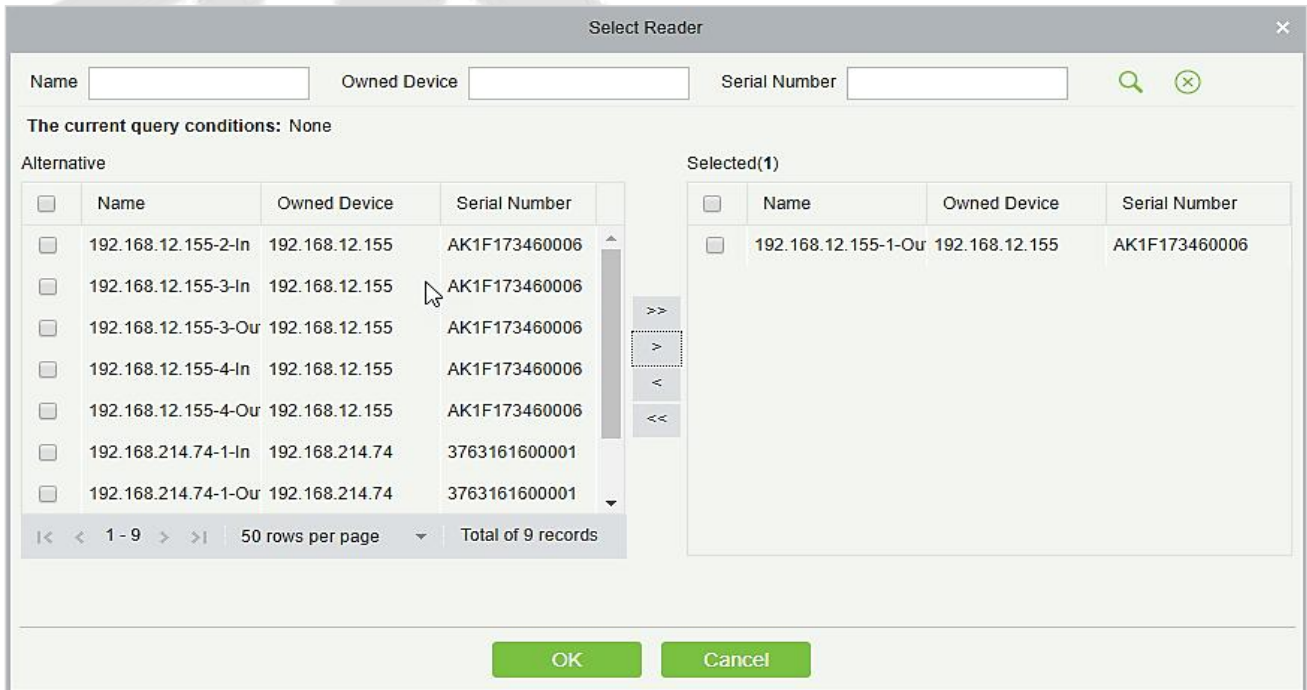 Select Reader ×
Name Owned Device Serial Number
The current query conditions: None
Alternative Selected(1)
Name Owned Device Serial Number Name Owned Device Serial Number
192.168.12.155-2-In 192.168.12.155 AK1F173460006 192.168.12.155-1-Ou 192.168.12.155 AK1F173460006
192.168.12.155-3-In 192.168.12.155 AK1F173460006
192.168.12.155-3-Ou 192.168.12.155 AK1F173460006
192.168.12.155-4-In 192.168.12.155 AK1F173460006
192.168.12.155-4-Ou 192.168.12.155 AK1F173460006
192.168.214.74-1-In 192.168.214.74 3763161600001
192.168.214.74-1-Ou 192.168.214.74 3763161600001
>>
>
<
<<
|< < 1 - 9 > >| 50 rows per page Total of 9 records
OK Cancel